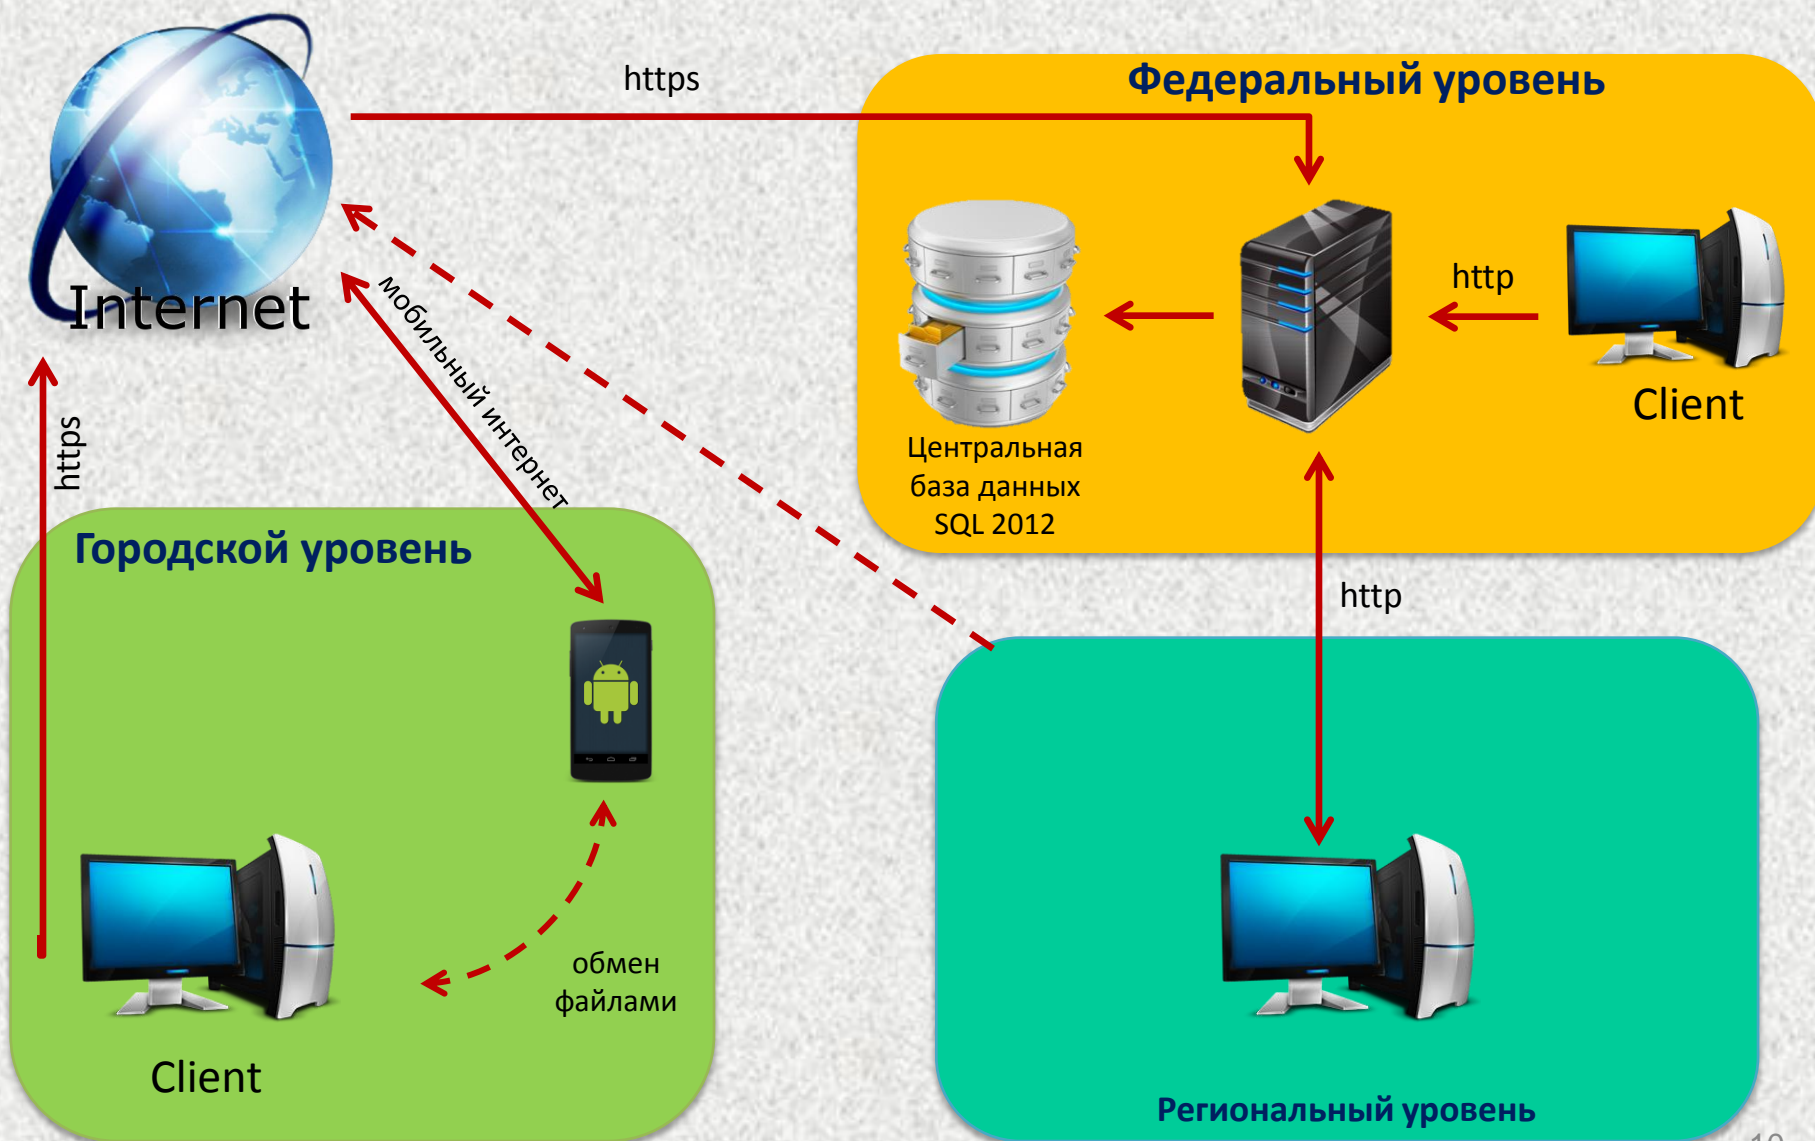 https
Федеральный уровень
Internet
мобильный интернет
http
Client
Центральная
база данных
SQL 2012
https
Городской уровень
http
обмен
файлами
Client
Региональный уровень